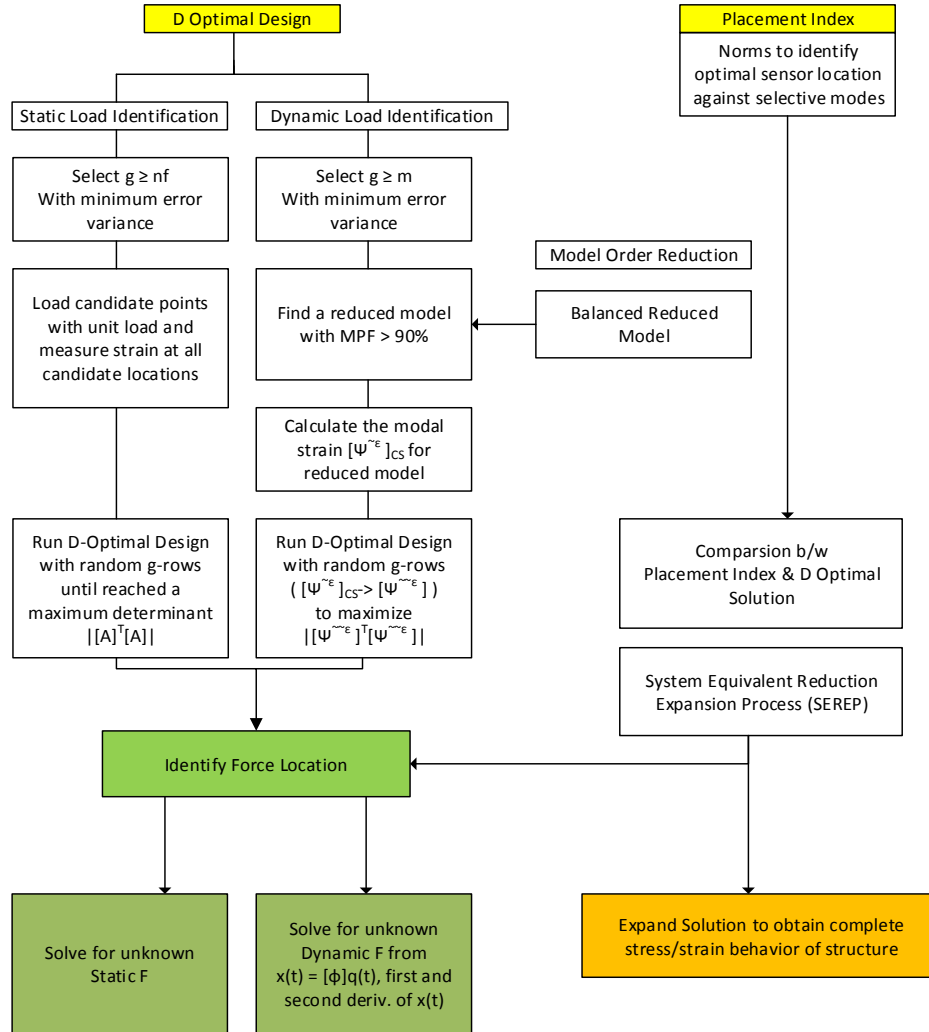 D Optimal Design
Placement Index
Norms to identify
optimal sensor location
against selective modes
Static Load Identification
Dynamic Load Identification
Select g ≥ nf
With minimum error
variance
Select g ≥ m
With minimum error
variance
Model Order Reduction
Load candidate points
with unit load and
measure strain at all
candidate locations
Find a reduced model
with MPF > 90%
Balanced Reduced
Model
Calculate the modal
strain [Ψ^~ε ]_CS for
reduced model
Run D-Optimal Design
with random g-rows
until reached a
maximum determinant
|[A]ᵀ[A]|
Run D-Optimal Design
with random g-rows
( [Ψ^~ε ]_CS-> [Ψ^~~ε ] )
to maximize
|[Ψ^~~ε ]ᵀ[Ψ^~~ε ]|
Comparsion b/w
Placement Index & D Optimal
Solution
System Equivalent Reduction
Expansion Process (SEREP)
Identify Force Location
Solve for unknown
Static F
Solve for unknown
Dynamic F from
x(t) = [ϕ]q(t), first and
second deriv. of x(t)
Expand Solution to obtain complete
stress/strain behavior of structure